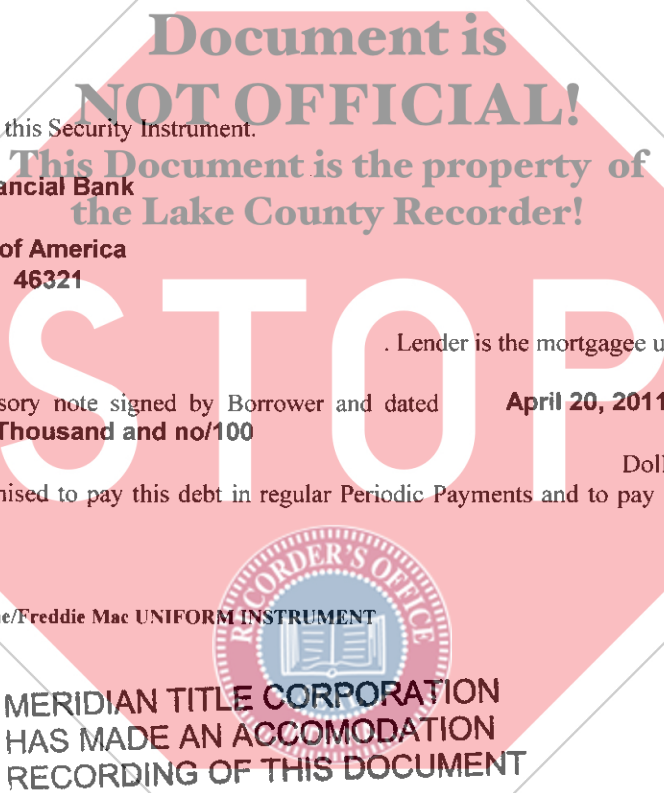 Document is
NOT OFFICIAL!
this Security Instrument.
This Document is the property of
ancial Bank
the Lake County Recorder!
of America
46321
STOP
. Lender is the mortgagee u
sory note signed by Borrower and dated April 20, 2011
Thousand and no/100
Doll
nised to pay this debt in regular Periodic Payments and to pay
RECORDER'S OFFICE
e/Freddie Mac UNIFORM INSTRUMENT
MERIDIAN TITLE CORPORATION
HAS MADE AN ACCOMODATION
RECORDING OF THIS DOCUMENT